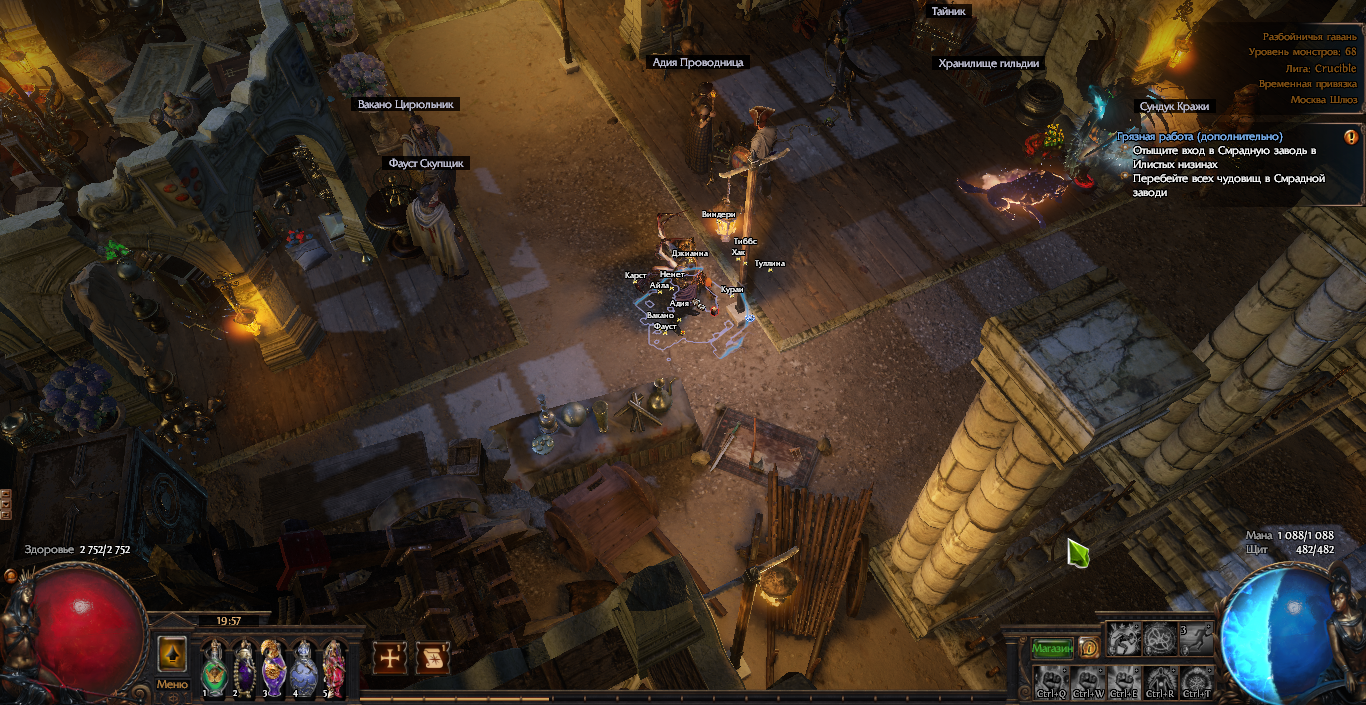 Тайник
Разбойничья гавань
Уровень монстров: 68
Лига: Crucible
Временная привязка
Москва Шлюз
Адия Проводница
Хранилище гильдии
Вакано Цирюльник
Сундук Кражи
Грязная работа (дополнительно)
Отыщите вход в Смрадную заводь в
Илистых низинах
Перебейте всех чудовищ в Смрадной
заводи
Фауст Скупщик
Виндери
Тиббс
Джианна
Хак
Туллина
Карст
Ненет
Айла
Кураи
Адия
Вакано
Фауст
Здоровье 2 752/2 752
Мана 1 088/1 088
Щит 482/482
19:57
Меню
1 2 3 4 5
Магазин
3
Ctrl+Q Ctrl+W Ctrl+E Ctrl+R Ctrl+T